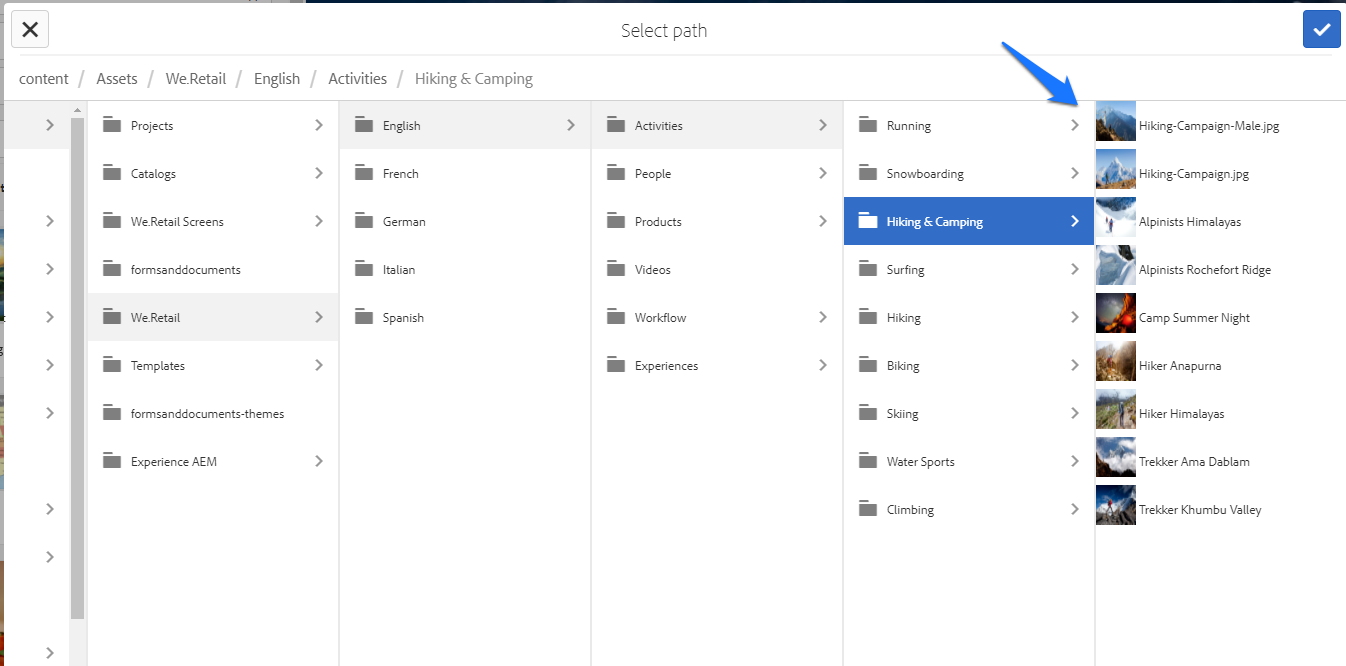 Select path
content / Assets / We.Retail / English / Activities / Hiking & Camping
Projects
Catalogs
We.Retail Screens
formsanddocuments
We.Retail
Templates
formsanddocuments-themes
Experience AEM
English
French
German
Italian
Spanish
Activities
People
Products
Videos
Workflow
Experiences
Running
Snowboarding
Hiking & Camping
Surfing
Hiking
Biking
Skiing
Water Sports
Climbing
Hiking-Campaign-Male.jpg
Hiking-Campaign.jpg
Alpinists Himalayas
Alpinists Rochefort Ridge
Camp Summer Night
Hiker Anapurna
Hiker Himalayas
Trekker Ama Dablam
Trekker Khumbu Valley